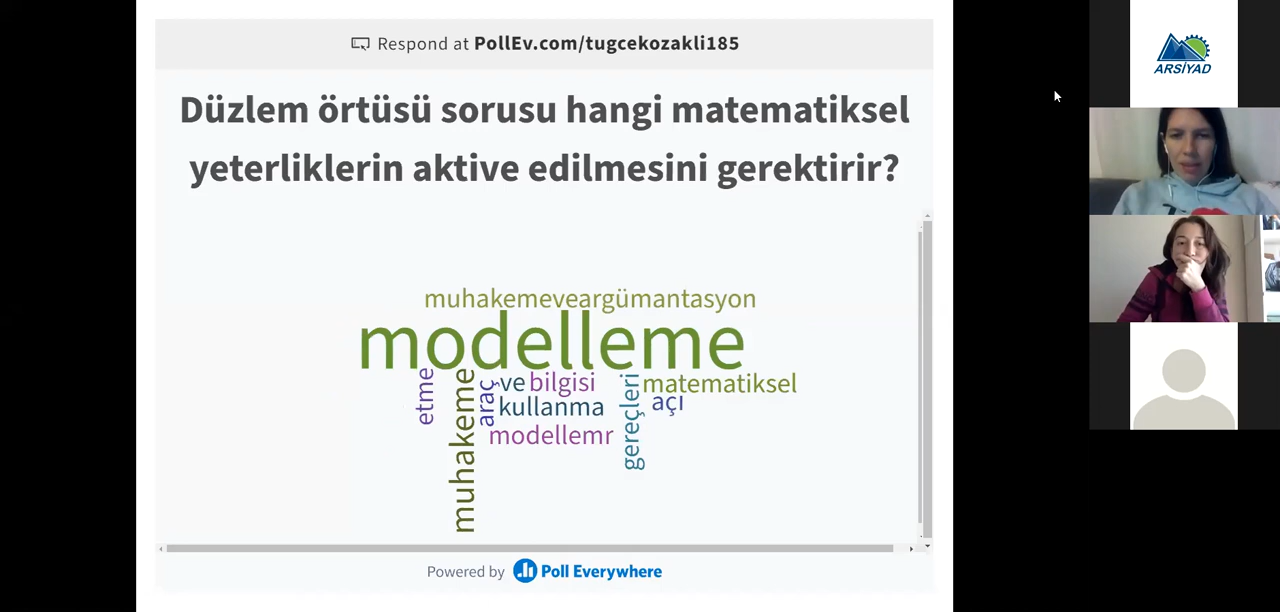 Respond at PollEv.com/tugcekozakli185
Düzlem örtüsü sorusu hangi matematiksel
yeterliklerin aktive edilmesini gerektirir?
muhakemeveargümantasyon
modelleme
etme
muhakeme
araç
ve
bilgisi
kullanma
modellemr
gereçleri
matematiksel
açı
Powered by Poll Everywhere
ARSİYAD